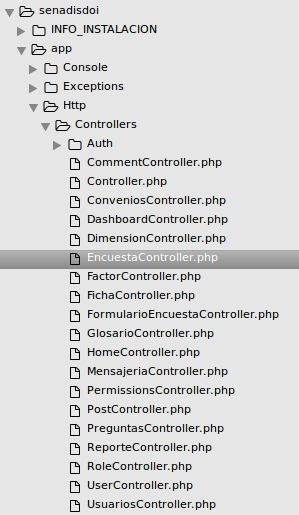 senadisdoi
INFO_INSTALACION
app
Console
Exceptions
Http
Controllers
Auth
CommentController.php
Controller.php
ConveniosController.php
DashboardController.php
DimensionController.php
EncuestaController.php
FactorController.php
FichaController.php
FormularioEncuestaController.php
GlosarioController.php
HomeController.php
MensajeriaController.php
PermissionsController.php
PostController.php
PreguntasController.php
ReporteController.php
RoleController.php
UserController.php
UsuariosController.php